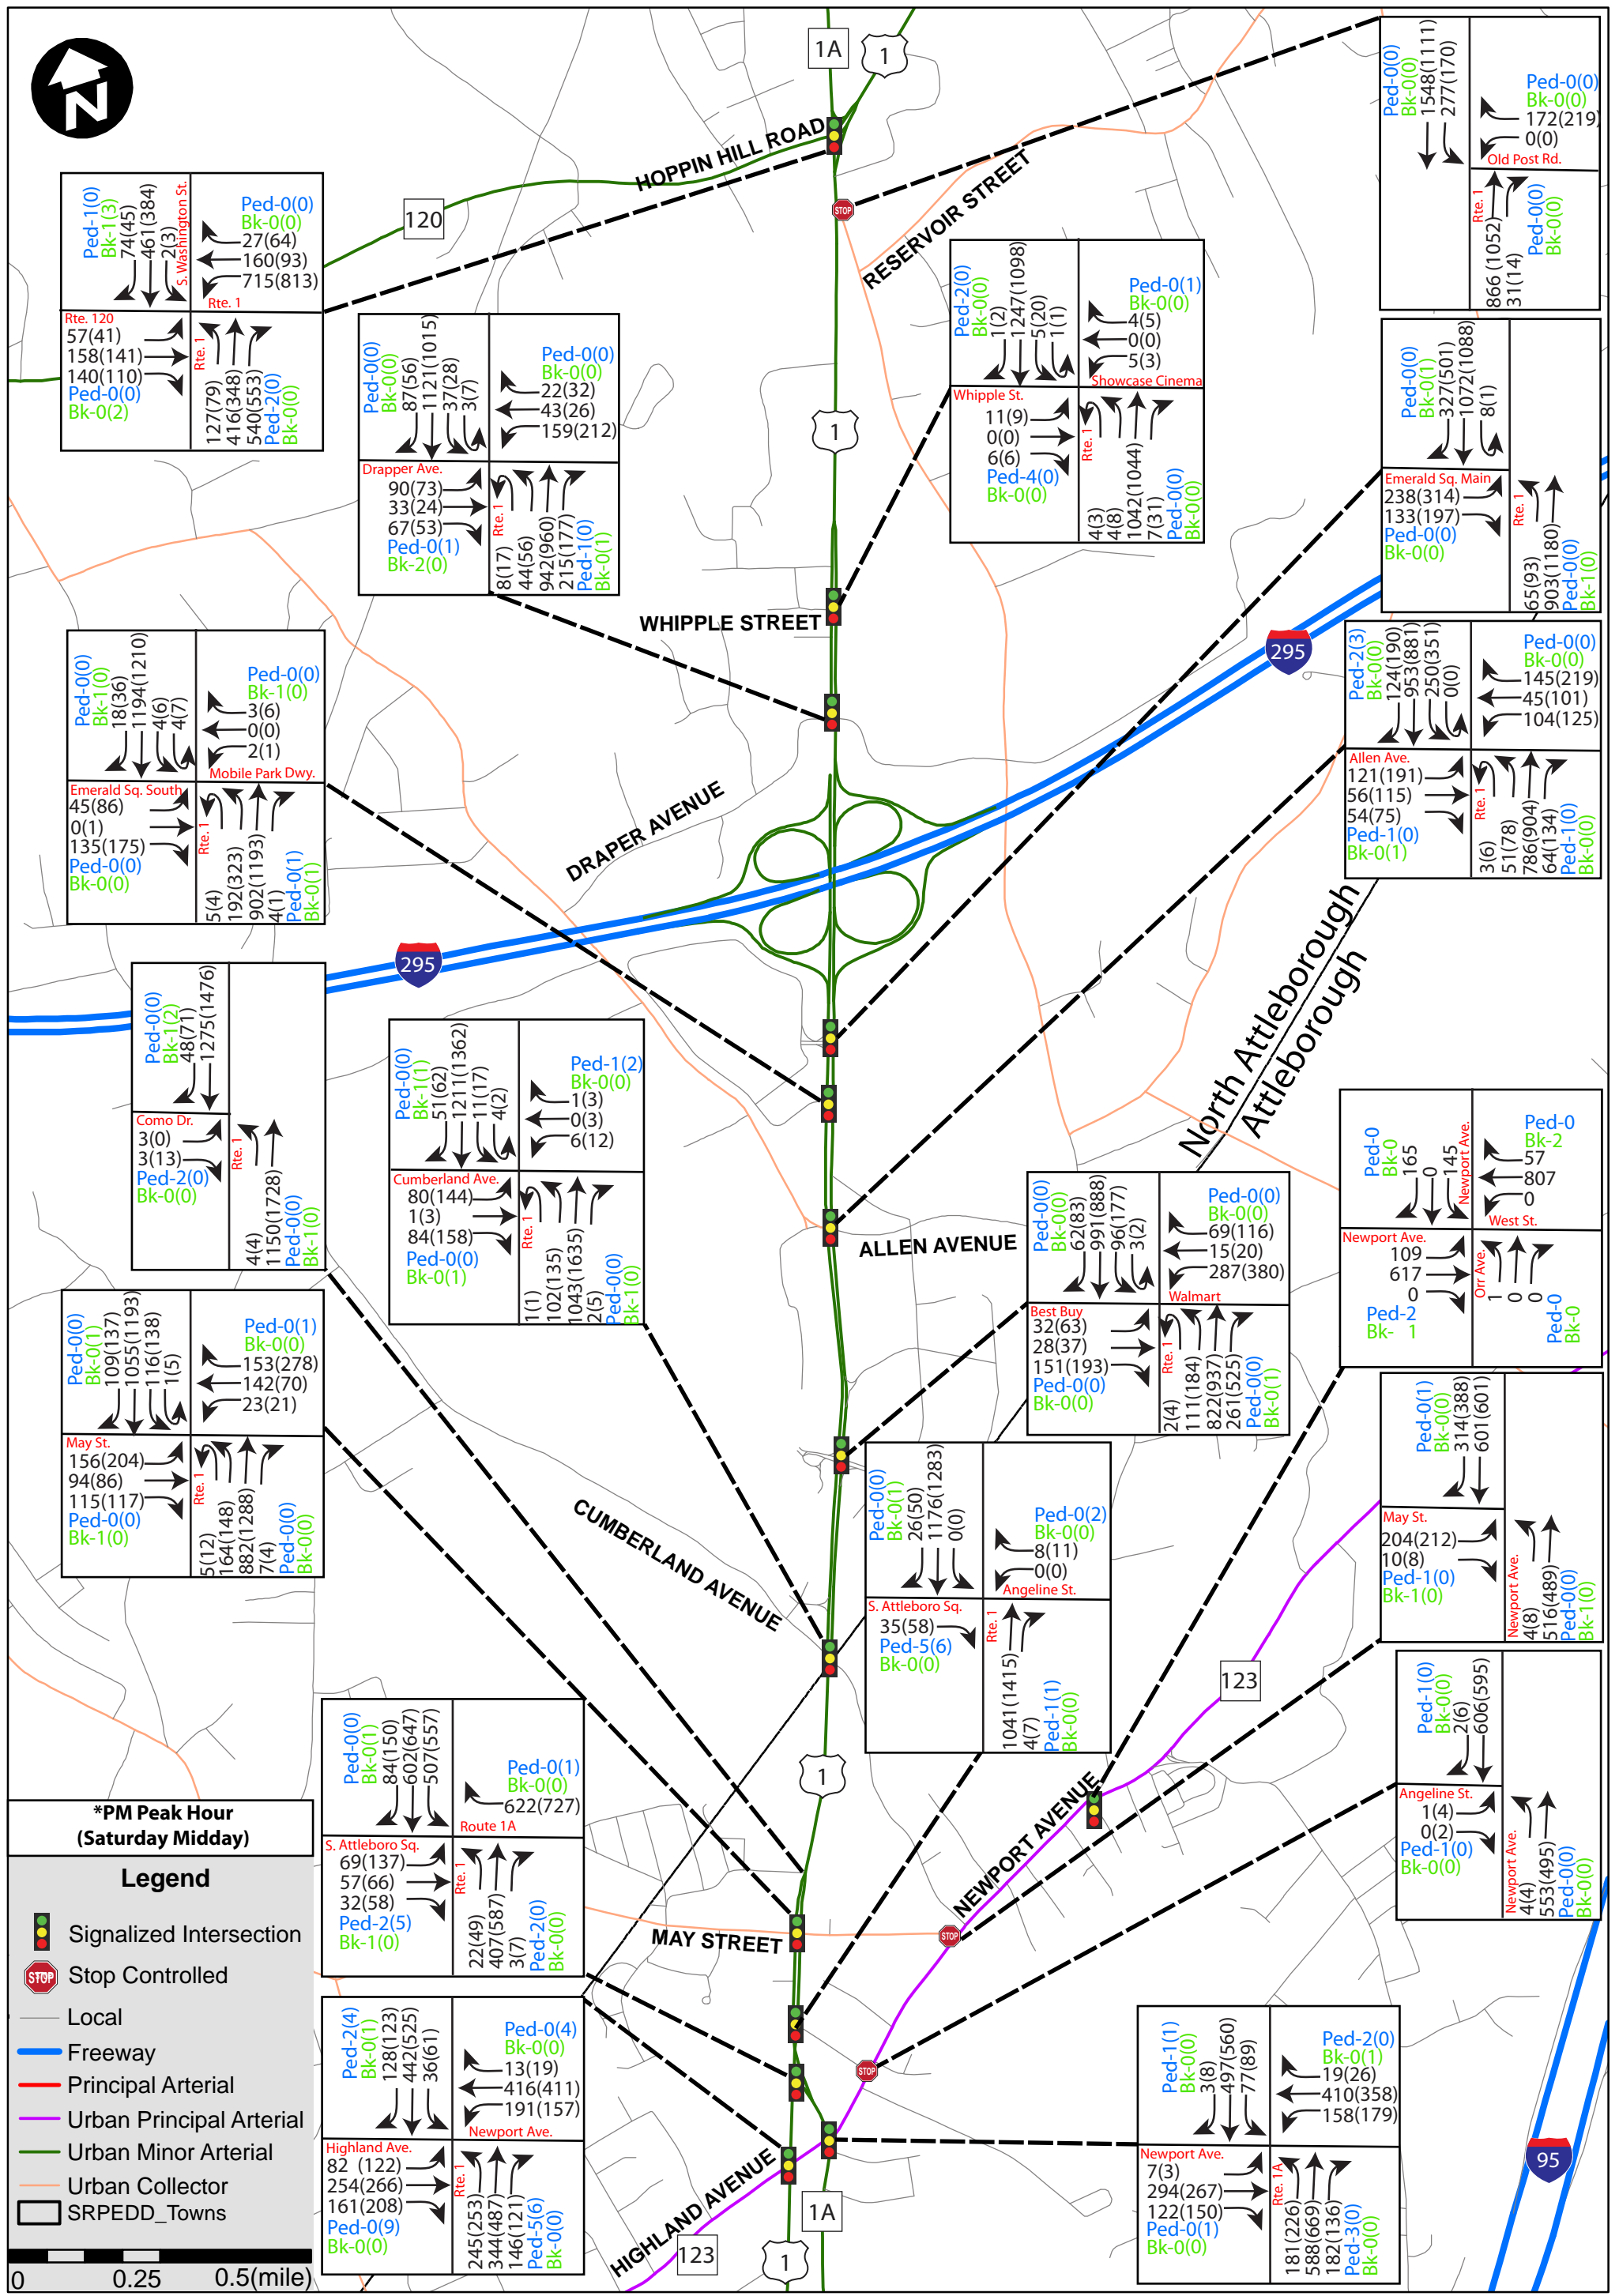 N
1A
1
HOPPIN HILL ROAD
120
STOP
RESERVOIR STREET
Ped-0(0)
Bk-0(0)
1548(1111)
277(170)
Ped-0(0)
Bk-0(0)
172(219)
0(0)
Old Post Rd.
Rte. 1
866 (1052)
31(14)
Ped-0(0)
Bk-0(0)
Ped-1(0)
Bk-1(3)
74(45)
461(384)
2(3)
S. Washington St.
Ped-0(0)
Bk-0(0)
27(64)
160(93)
715(813)
Rte. 1
Rte. 120
57(41)
158(141)
140(110)
Ped-0(0)
Bk-0(2)
Rte. 1
127(79)
416(348)
540(553)
Ped-2(0)
Bk-0(0)
Ped-2(0)
Bk-0(0)
1(2)
1247(1098)
5(20)
1(1)
Ped-0(1)
Bk-0(0)
4(5)
0(0)
5(3)
Showcase Cinema
Whipple St.
11(9)
0(0)
6(6)
Ped-4(0)
Bk-0(0)
Rte. 1
4(3)
4(8)
1042(1044)
7(31)
Ped-0(0)
Bk-0(0)
Ped-0(0)
Bk-0(0)
87(56)
1121(1015)
37(28)
3(7)
Ped-0(0)
Bk-0(0)
22(32)
43(26)
159(212)
Drapper Ave.
90(73)
33(24)
67(53)
Ped-0(1)
Bk-2(0)
Rte. 1
8(17)
44(56)
942(960)
215(177)
Ped-1(0)
Bk-0(1)
1
Ped-0(0)
Bk-0(1)
327(501)
1072(1088)
8(1)
Emerald Sq. Main
238(314)
133(197)
Ped-0(0)
Bk-0(0)
Rte. 1
65(93)
903(1180)
Ped-0(0)
Bk-1(0)
WHIPPLE STREET
295
Ped-0(0)
Bk-1(0)
18(36)
1194(1210)
4(6)
4(7)
Ped-0(0)
Bk-1(0)
3(6)
0(0)
2(1)
Mobile Park Dwy.
Emerald Sq. South
45(86)
0(1)
135(175)
Ped-0(0)
Bk-0(0)
Rte. 1
5(4)
192(323)
902(1193)
4(1)
Ped-0(1)
Bk-0(1)
Ped-2(3)
Bk-0(0)
124(190)
953(881)
250(351)
0(0)
Ped-0(0)
Bk-0(0)
145(219)
45(101)
104(125)
Allen Ave.
121(191)
56(115)
54(75)
Ped-1(0)
Bk-0(1)
Rte. 1
3(6)
51(78)
786(904)
64(134)
Ped-1(0)
Bk-0(0)
DRAPER AVENUE
295
North Attleborough
Attleborough
Ped-0(0)
Bk-1(2)
48(71)
1275(1476)
Como Dr.
3(0)
3(13)
Ped-2(0)
Bk-0(0)
Rte. 1
4(4)
1150(1728)
Ped-0(0)
Bk-1(0)
Ped-0(0)
Bk-1(1)
51(62)
1211(1362)
11(17)
4(2)
Ped-1(2)
Bk-0(0)
1(3)
0(3)
6(12)
Cumberland Ave.
80(144)
1(3)
84(158)
Ped-0(0)
Bk-0(1)
Rte. 1
1(1)
102(135)
1043(1635)
2(5)
Ped-0(0)
Bk-1(0)
Ped-0
Bk-0
165
0
145
Newport Ave.
Ped-0
Bk-2
57
807
0
West St.
Newport Ave.
109
617
0
Ped-2
Bk- 1
Orr Ave.
1
0
0
Ped-0
Bk-0
ALLEN AVENUE
Ped-0(0)
Bk-0(0)
62(83)
991(888)
96(177)
3(2)
Ped-0(0)
Bk-0(0)
69(116)
15(20)
287(380)
Walmart
Best Buy
32(63)
28(37)
151(193)
Ped-0(0)
Bk-0(0)
Rte. 1
2(4)
111(184)
822(937)
261(525)
Ped-0(0)
Bk-0(1)
Ped-0(0)
Bk-0(1)
109(137)
1055(1193)
116(138)
1(5)
Ped-0(1)
Bk-0(0)
153(278)
142(70)
23(21)
May St.
156(204)
94(86)
115(117)
Ped-0(0)
Bk-1(0)
Rte. 1
5(12)
164(148)
882(1288)
7(4)
Ped-0(0)
Bk-0(0)
CUMBERLAND AVENUE
Ped-0(0)
Bk-0(1)
26(50)
1176(1283)
0(0)
Ped-0(2)
Bk-0(0)
8(11)
0(0)
Angeline St.
S. Attleboro Sq.
35(58)
Ped-5(6)
Bk-0(0)
Rte. 1
1041(1415)
4(7)
Ped-1(1)
Bk-0(0)
Ped-0(1)
Bk-0(0)
314(388)
601(601)
May St.
204(212)
10(8)
Ped-1(0)
Bk-1(0)
Newport Ave.
4(8)
516(489)
Ped-0(0)
Bk-1(0)
123
Ped-1(0)
Bk-0(0)
2(6)
606(595)
Angeline St.
1(4)
0(2)
Ped-1(0)
Bk-0(0)
Newport Ave.
4(4)
553(495)
Ped-0(0)
Bk-0(0)
1
Ped-0(0)
Bk-0(1)
84(150)
602(647)
507(557)
Ped-0(1)
Bk-0(0)
622(727)
Route 1A
S. Attleboro Sq.
69(137)
57(66)
32(58)
Ped-2(5)
Bk-1(0)
Rte. 1
22(49)
407(587)
3(7)
Ped-2(0)
Bk-0(0)
NEWPORT AVENUE
MAY STREET
STOP
STOP
Ped-2(4)
Bk-0(1)
128(123)
442(525)
36(61)
Ped-0(4)
Bk-0(0)
13(19)
416(411)
191(157)
Newport Ave.
Highland Ave.
82 (122)
254(266)
161(208)
Ped-0(9)
Bk-0(0)
Rte. 1
245(253)
344(487)
146(121)
Ped-5(6)
Bk-0(0)
Ped-1(1)
Bk-0(0)
3(8)
497(560)
77(89)
Ped-2(0)
Bk-0(1)
19(26)
410(358)
158(179)
Newport Ave.
7(3)
294(267)
122(150)
Ped-0(1)
Bk-0(0)
Rte. 1A
181(226)
588(669)
182(136)
Ped-3(0)
Bk-0(0)
HIGHLAND AVENUE
123
1A
1
95
*PM Peak Hour
(Saturday Midday)
Legend
Signalized Intersection
STOP
Stop Controlled
Local
Freeway
Principal Arterial
Urban Principal Arterial
Urban Minor Arterial
Urban Collector
SRPEDD_Towns
0 0.25 0.5(mile)